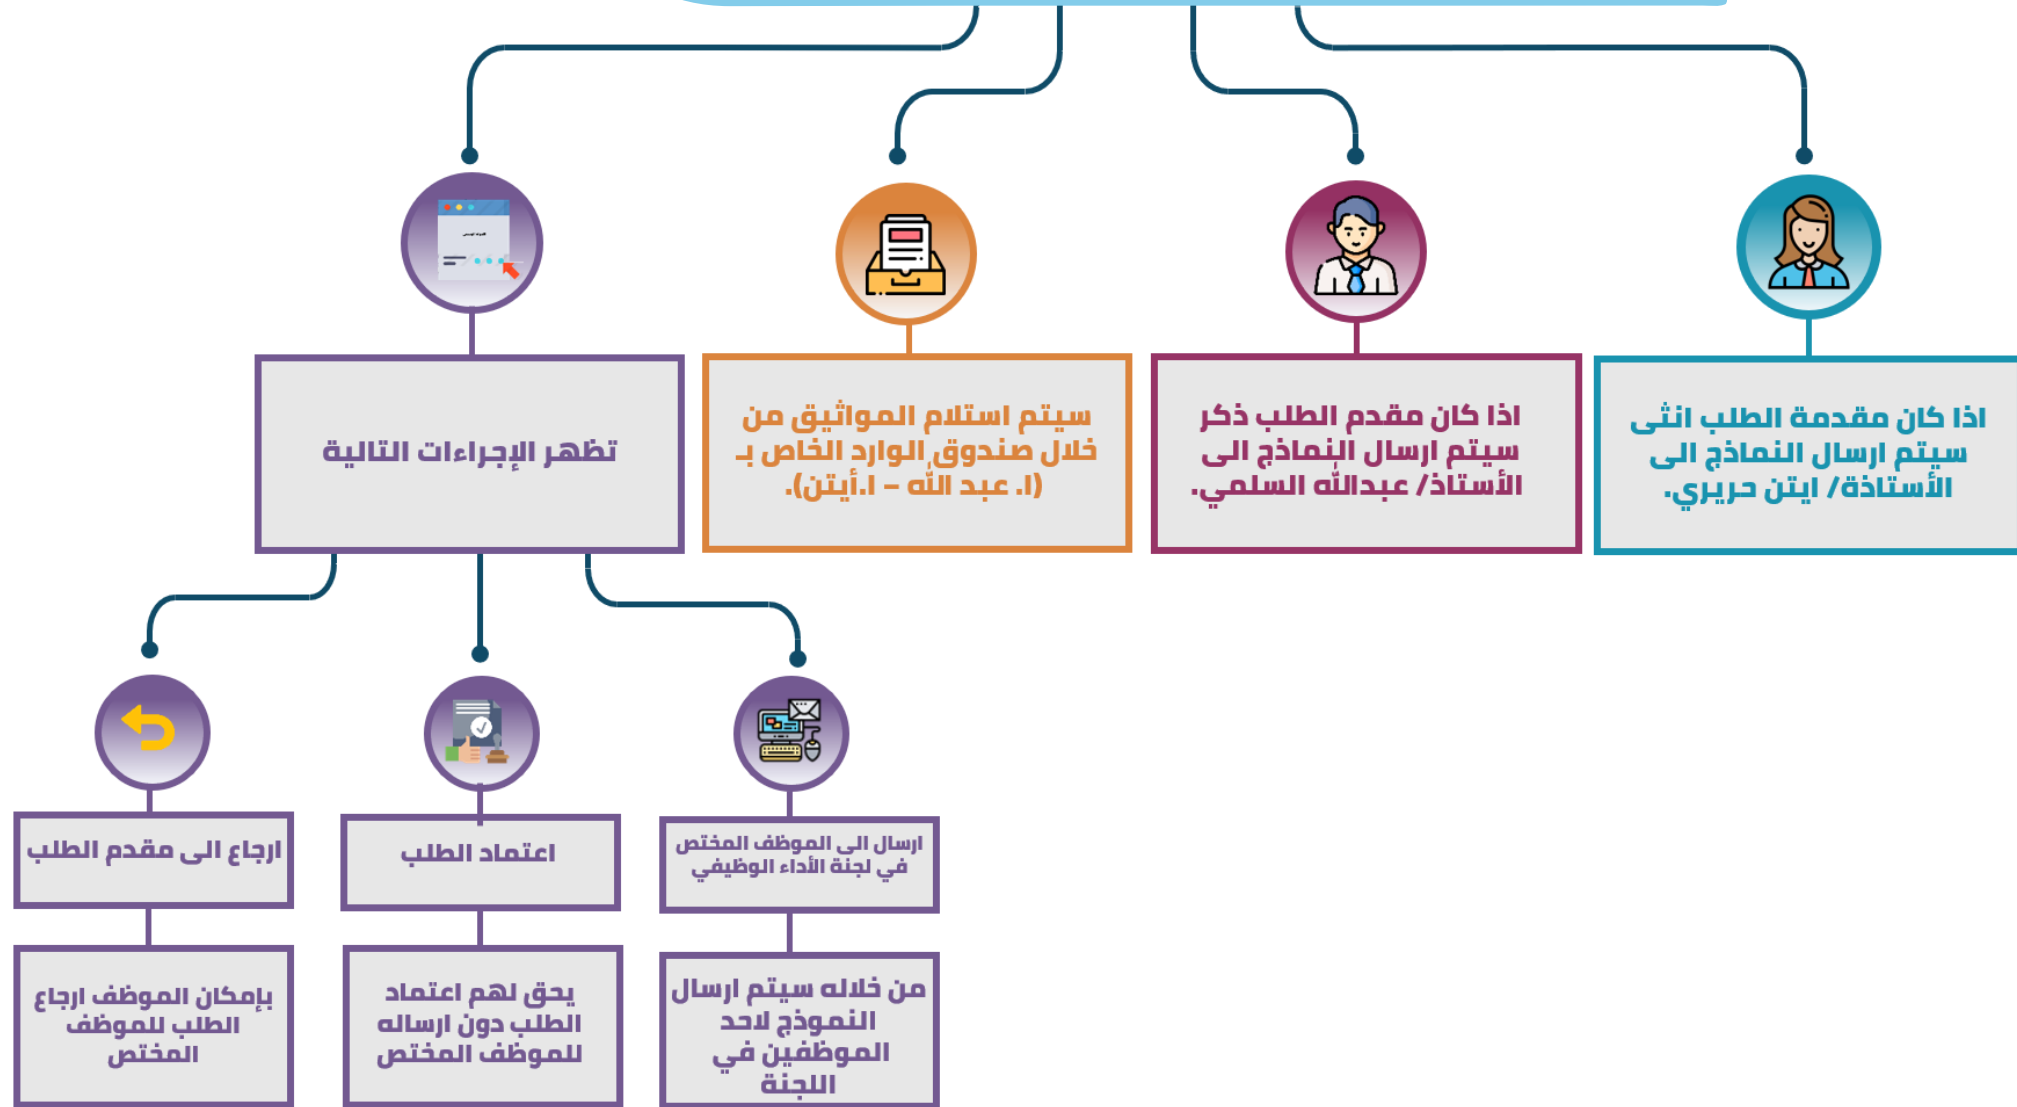 اذا كان مقدمة الطلب انثى
سيتم ارسال النماذج الى
الأستاذة/ ايتن حريري.
اذا كان مقدم الطلب ذكر
سيتم ارسال النماذج الى
الأستاذ/ عبدالله السلمي.
سيتم استلام المواثيق من
خلال صندوق الوارد الخاص بـ
(ا. عبد الله – ا.أيتن).
تظهر الإجراءات التالية
ارسال الى الموظف المختص
في لجنة الأداء الوظيفي
من خلاله سيتم ارسال
النموذج لاحد
الموظفين في
اللجنة
اعتماد الطلب
يحق لهم اعتماد
الطلب دون ارساله
للموظف المختص
ارجاع الى مقدم الطلب
بإمكان الموظف ارجاع
الطلب للموظف
المختص